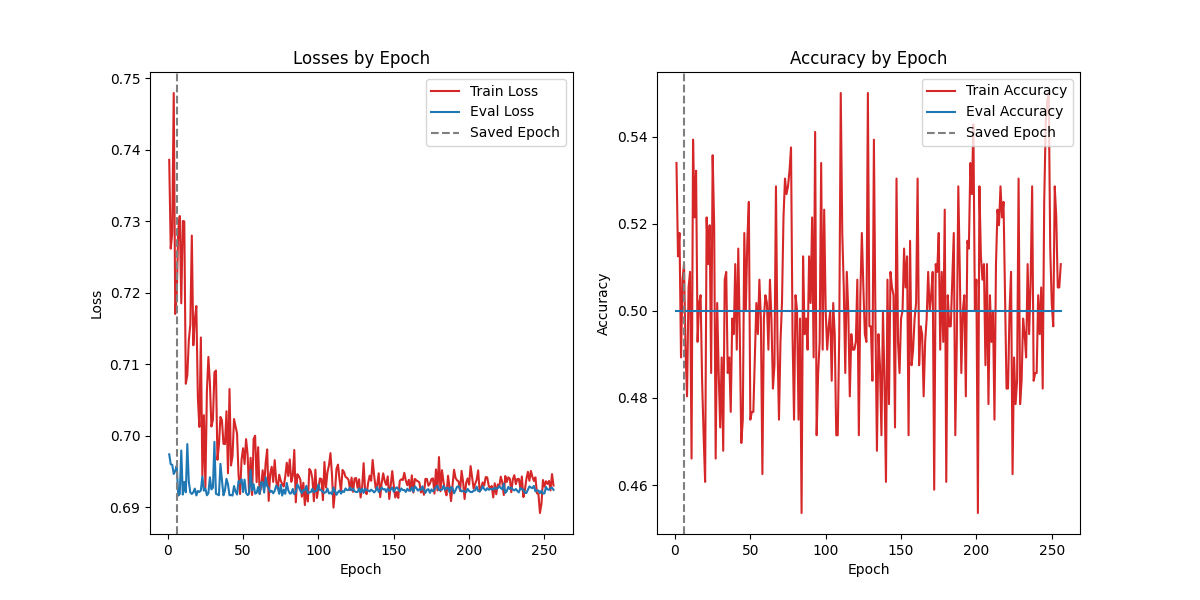 Losses by Epoch
0.75
0.74
0.73
0.72
0.71
0.70
0.69
Loss
0
50
100
150
200
250
Epoch
Train Loss
Eval Loss
Saved Epoch
Accuracy by Epoch
0.54
0.52
0.50
0.48
0.46
Accuracy
0
50
100
150
200
250
Epoch
Train Accuracy
Eval Accuracy
Saved Epoch